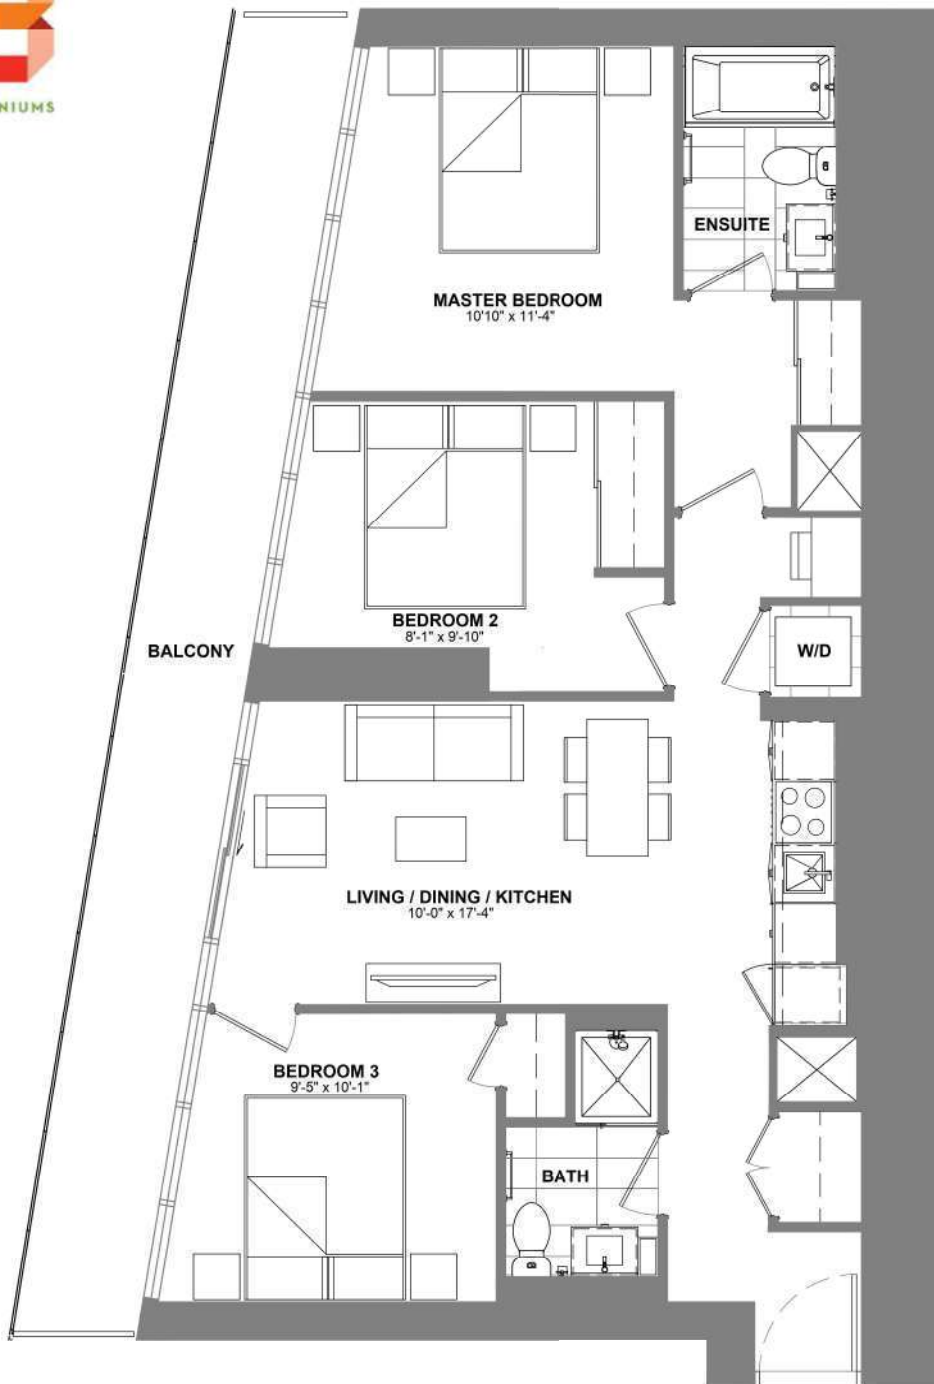 NIUMS
ENSUITE
MASTER BEDROOM
10'10" x 11'-4"
BEDROOM 2
8'-1" x 9'-10"
BALCONY
W/D
LIVING / DINING / KITCHEN
10'-0" x 17'-4"
BEDROOM 3
9'-5" x 10'-1"
BATH